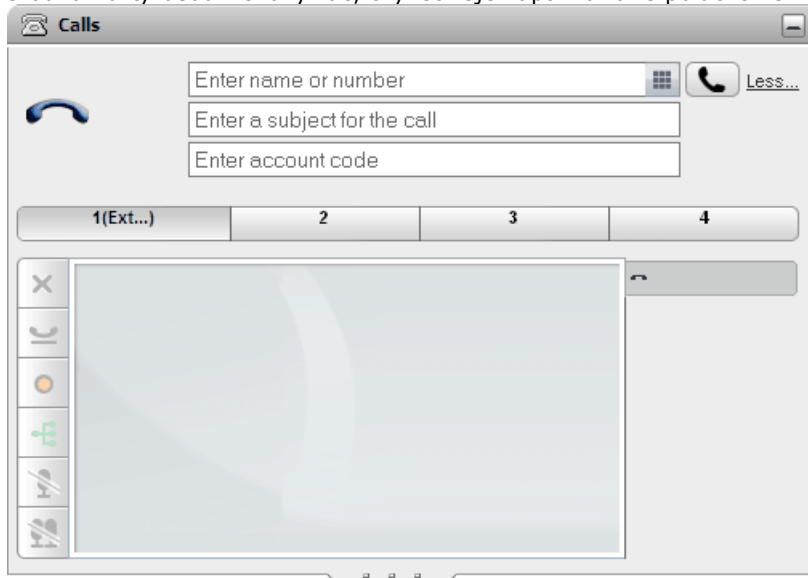 Calls
Enter name or number
Less...
Enter a subject for the call
Enter account code
1(Ext...) 2 3 4